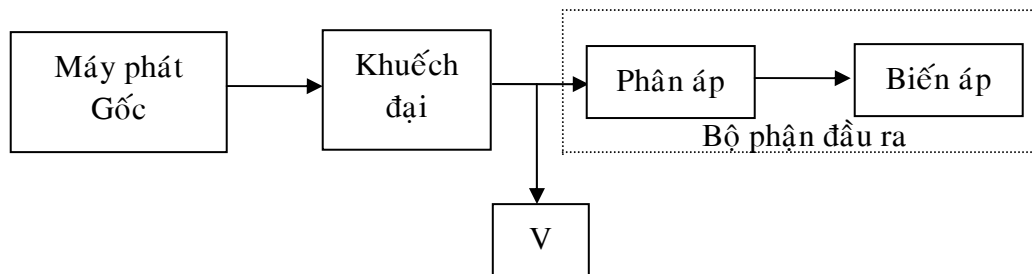 Máy phát
Gốc
Khuếch
đại
Phân áp
Biến áp
Bộ phận đầu ra
V